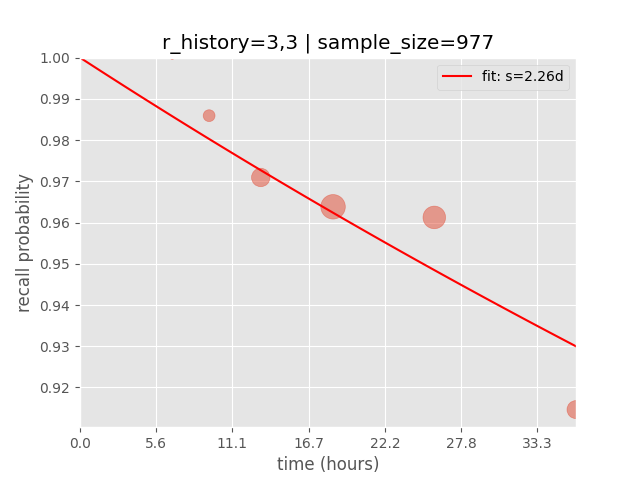 r_history=3,3 | sample_size=977
fit: s=2.26d
1.00
0.99
0.98
0.97
0.96
0.95
0.94
0.93
0.92
recall probability
0.0 5.6 11.1 16.7 22.2 27.8 33.3
time (hours)